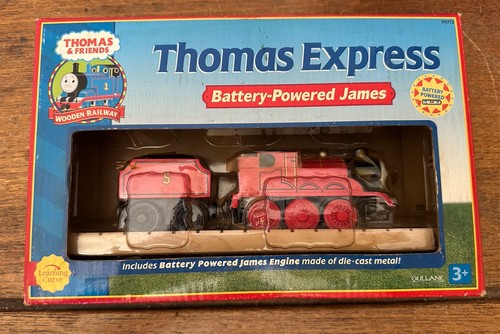 THOMAS
& FRIENDS
1
WOODEN RAILWAY
Thomas Express
Battery-Powered James
BATTERY
POWERED
5
Includes Battery Powered James Engine made of die-cast metal!
Learning
Curve
GULLANE
3+